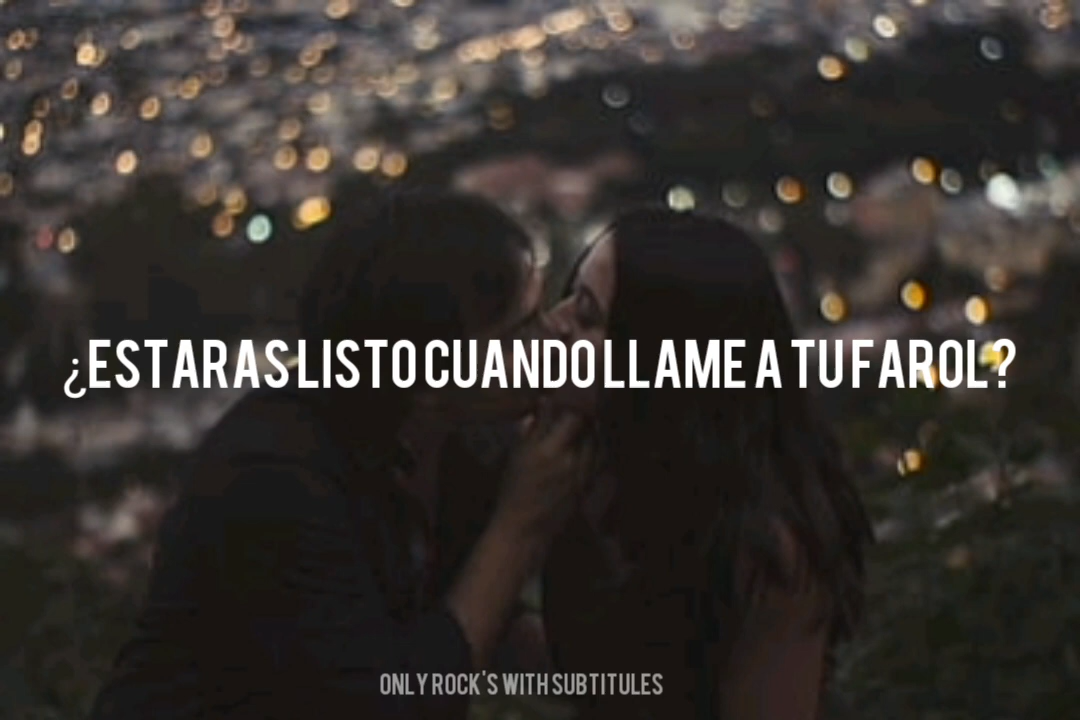 ¿ESTARAS LISTO CUANDO LLAME A TU FAROL?
ONLY ROCK'S WITH SUBTITULES